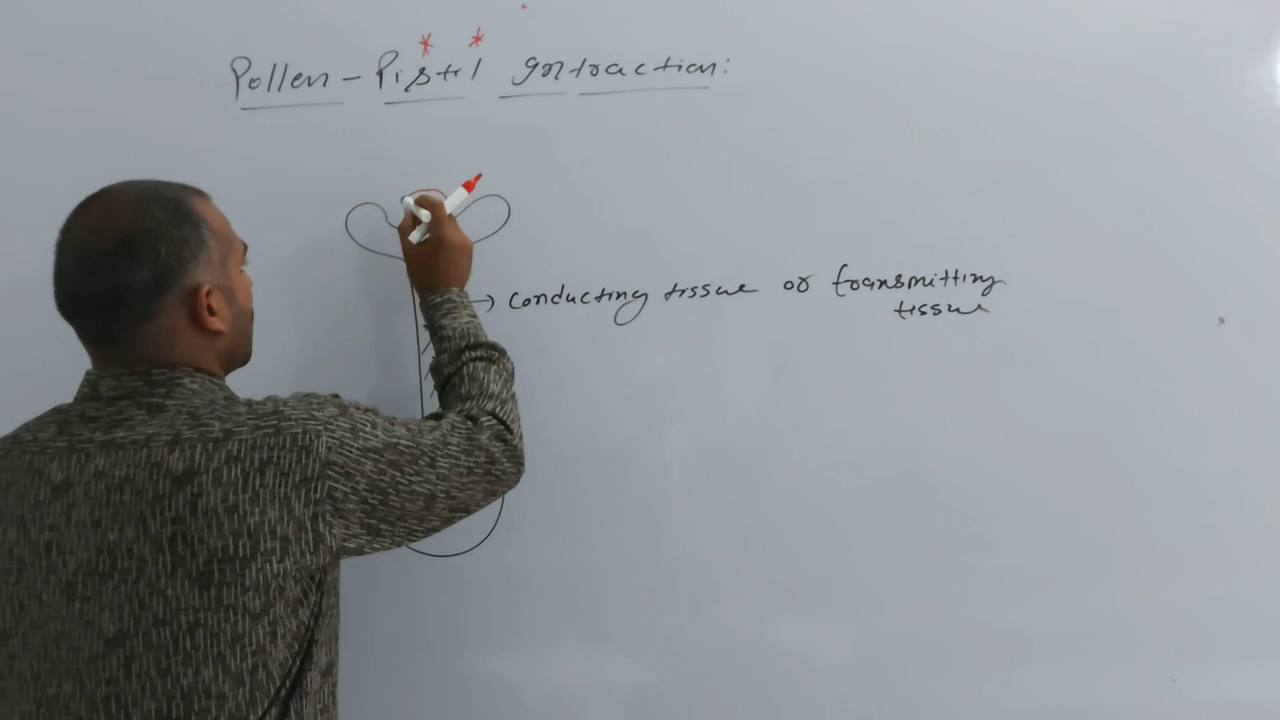 Pollen - Pistil Interaction:
→ conducting tissue or transmitting
tissue